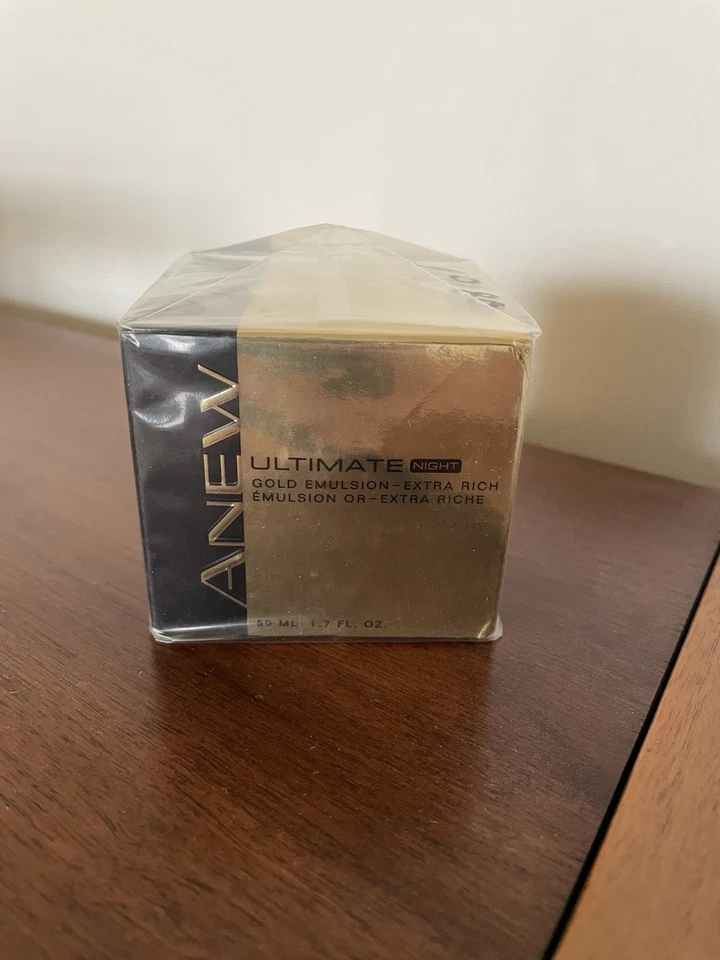 ANEW
ULTIMATE NIGHT
GOLD EMULSION-EXTRA RICH
ÉMULSION OR-EXTRA RICHE
50 ML 1.7 FL. OZ.